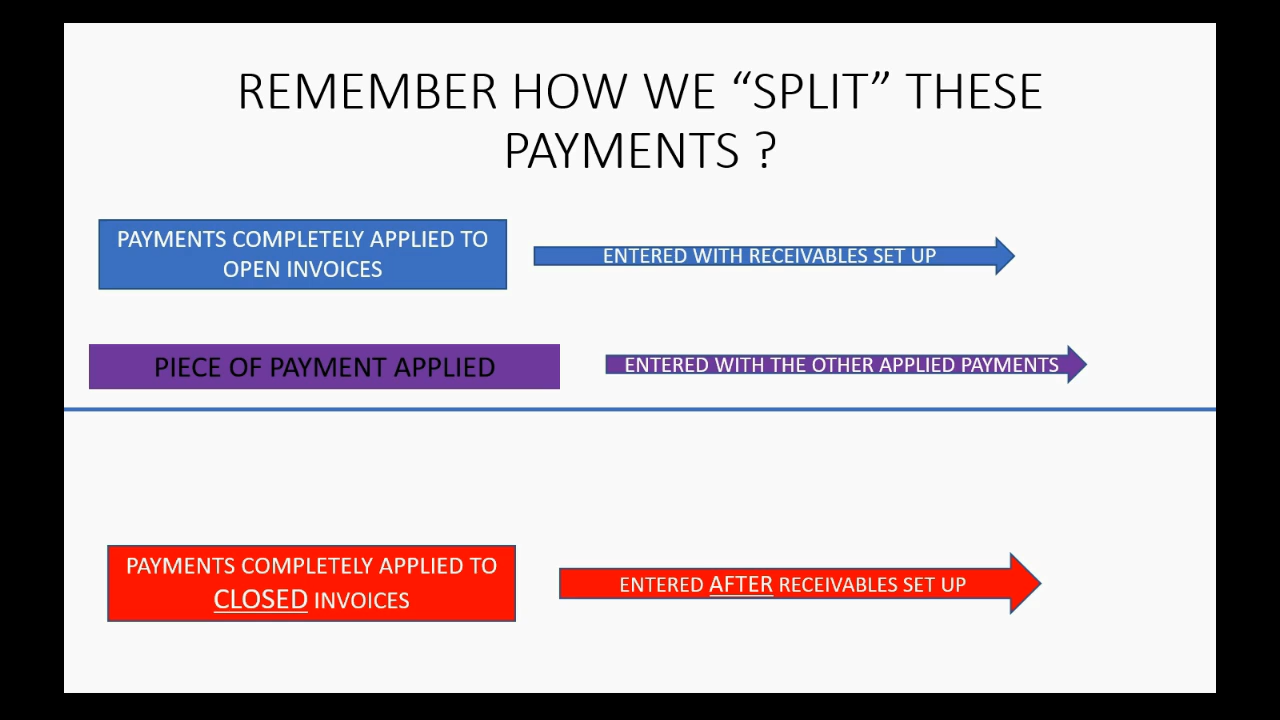 REMEMBER HOW WE “SPLIT” THESE
PAYMENTS ?
PAYMENTS COMPLETELY APPLIED TO
OPEN INVOICES
ENTERED WITH RECEIVABLES SET UP
PIECE OF PAYMENT APPLIED
ENTERED WITH THE OTHER APPLIED PAYMENTS
PAYMENTS COMPLETELY APPLIED TO
CLOSED INVOICES
ENTERED AFTER RECEIVABLES SET UP